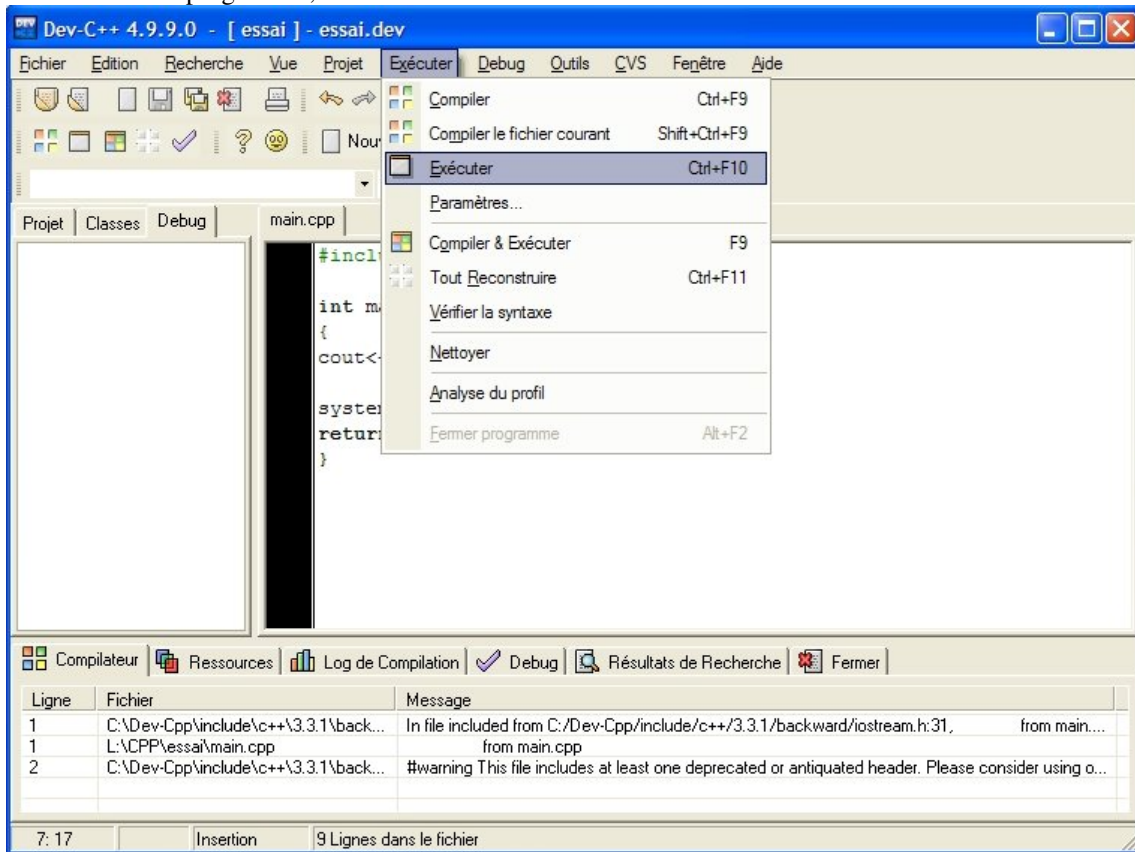 Dev-C++ 4.9.9.0 - [ essai ] - essai.dev
Fichier Edition Recherche Vue Projet Exécuter Debug Outils CVS Fenêtre Aide
Compiler Ctrl+F9
Compiler le fichier courant Shift+Ctrl+F9
Nou
Exécuter Ctrl+F10
Paramètres...
Projet Classes Debug main.cpp
Compiler & Exécuter F9
#inclu
Tout Reconstruire Ctrl+F11
int ma
Vérifier la syntaxe
{
cout<<
Nettoyer
Analyse du profil
system
return
Fermer programme Alt+F2
}
Compilateur Ressources Log de Compilation Debug Résultats de Recherche Fermer
Ligne Fichier Message
1 C:\Dev-Cpp\include\c++\3.3.1\back... In file included from C:/Dev-Cpp/include/c++/3.3.1/backward/iostream.h:31, from main....
1 L:\CPP\essai\main.cpp from main.cpp
2 C:\Dev-Cpp\include\c++\3.3.1\back... #warning This file includes at least one deprecated or antiquated header. Please consider using o...
7: 17 Insertion 9 Lignes dans le fichier